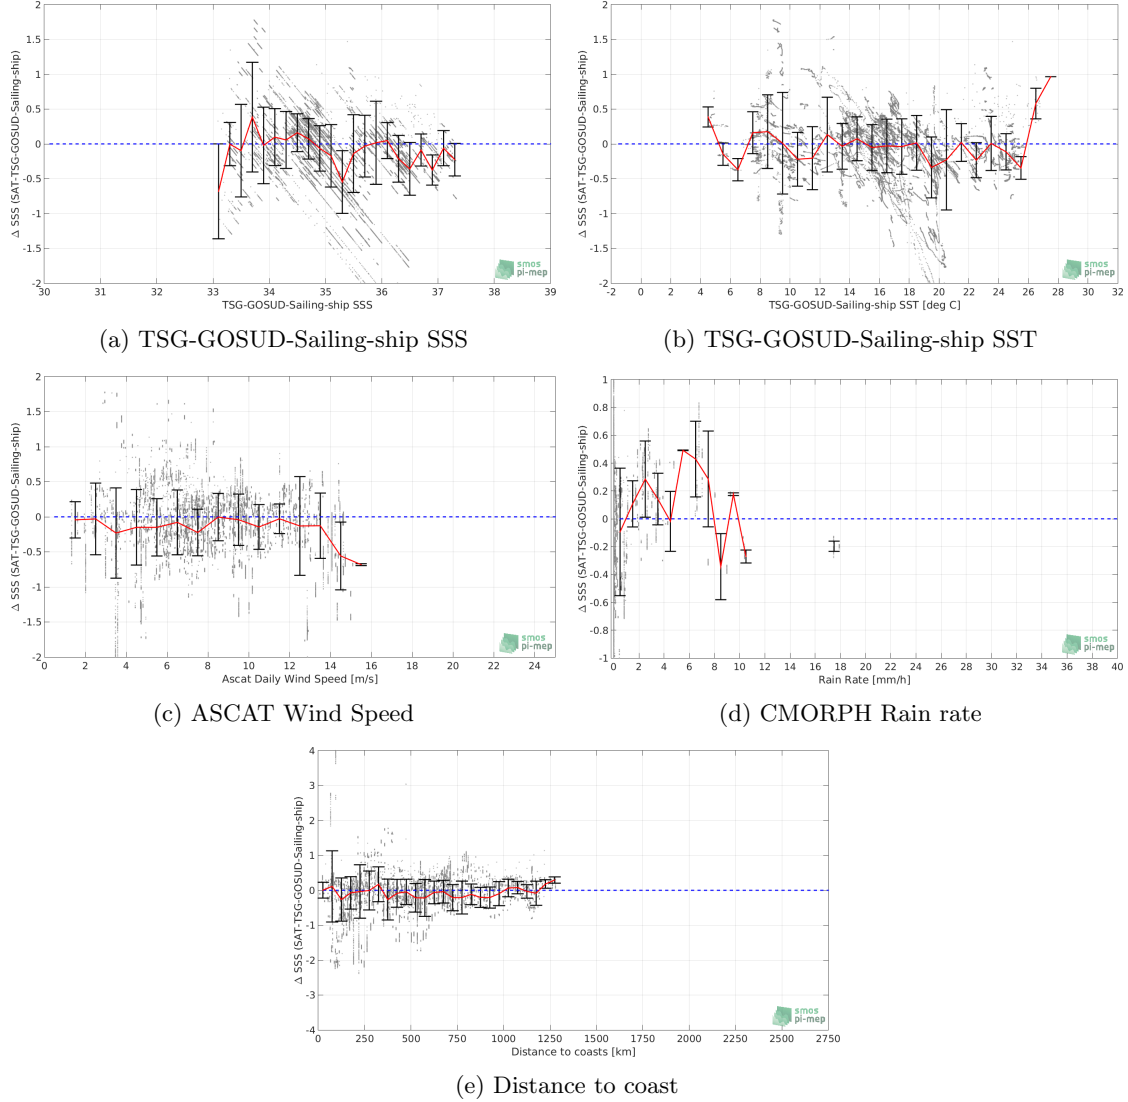 Δ SSS (SAT-TSG-GOSUD-Sailing-ship)
2
1.5
1
0.5
0
-0.5
-1
-1.5
-2
30 31 32 33 34 35 36 37 38 39
TSG-GOSUD-Sailing-ship SSS
smos
pi-mep
(a) TSG-GOSUD-Sailing-ship SSS
Δ SSS (SAT-TSG-GOSUD-Sailing-ship)
2
1.5
1
0.5
0
-0.5
-1
-1.5
-2
-2 0 2 4 6 8 10 12 14 16 18 20 22 24 26 28 30 32
TSG-GOSUD-Sailing-ship SST [deg C]
smos
pi-mep
(b) TSG-GOSUD-Sailing-ship SST
Δ SSS (SAT-TSG-GOSUD-Sailing-ship)
2
1.5
1
0.5
0
-0.5
-1
-1.5
-2
0 2 4 6 8 10 12 14 16 18 20 22 24
Ascat Daily Wind Speed [m/s]
smos
pi-mep
(c) ASCAT Wind Speed
Δ SSS (SAT-TSG-GOSUD-Sailing-ship)
1
0.8
0.6
0.4
0.2
0
-0.2
-0.4
-0.6
-0.8
-1
0 2 4 6 8 10 12 14 16 18 20 22 24 26 28 30 32 34 36 38 40
Rain Rate [mm/h]
smos
pi-mep
(d) CMORPH Rain rate
Δ SSS (SAT-TSG-GOSUD-Sailing-ship)
4
3
2
1
0
-1
-2
-3
-4
0 250 500 750 1000 1250 1500 1750 2000 2250 2500 2750
Distance to coasts [km]
smos
pi-mep
(e) Distance to coast